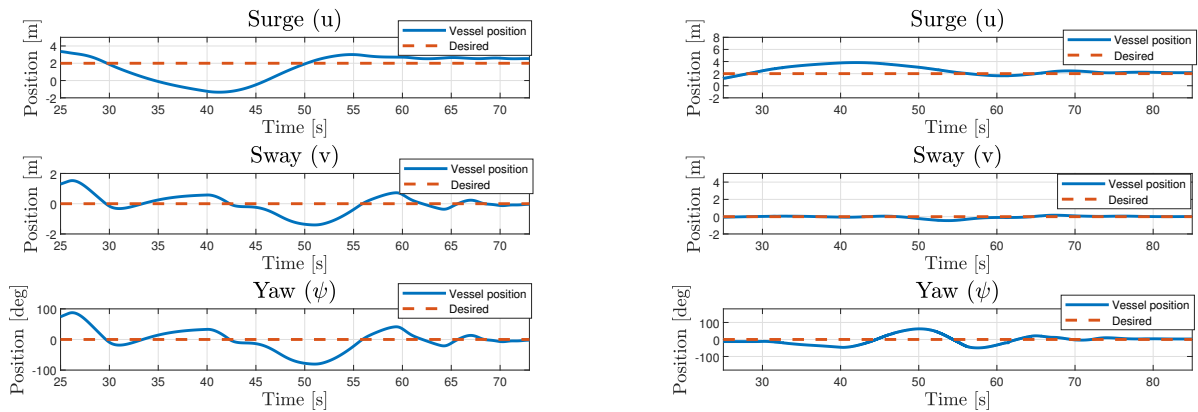 Surge (u)
Vessel position
Desired
Position [m]
4
2
0
-2
25 30 35 40 45 50 55 60 65 70
Time [s]
Sway (v)
Vessel position
Desired
Position [m]
2
0
-2
25 30 35 40 45 50 55 60 65 70
Time [s]
Yaw (ψ)
Vessel position
Desired
Position [deg]
100
0
-100
25 30 35 40 45 50 55 60 65 70
Time [s]
Surge (u)
Vessel position
Desired
Position [m]
8
6
4
2
0
-2
30 40 50 60 70 80
Time [s]
Sway (v)
Vessel position
Desired
Position [m]
4
2
0
-2
30 40 50 60 70 80
Time [s]
Yaw (ψ)
Vessel position
Desired
Position [deg]
100
0
-100
30 40 50 60 70 80
Time [s]